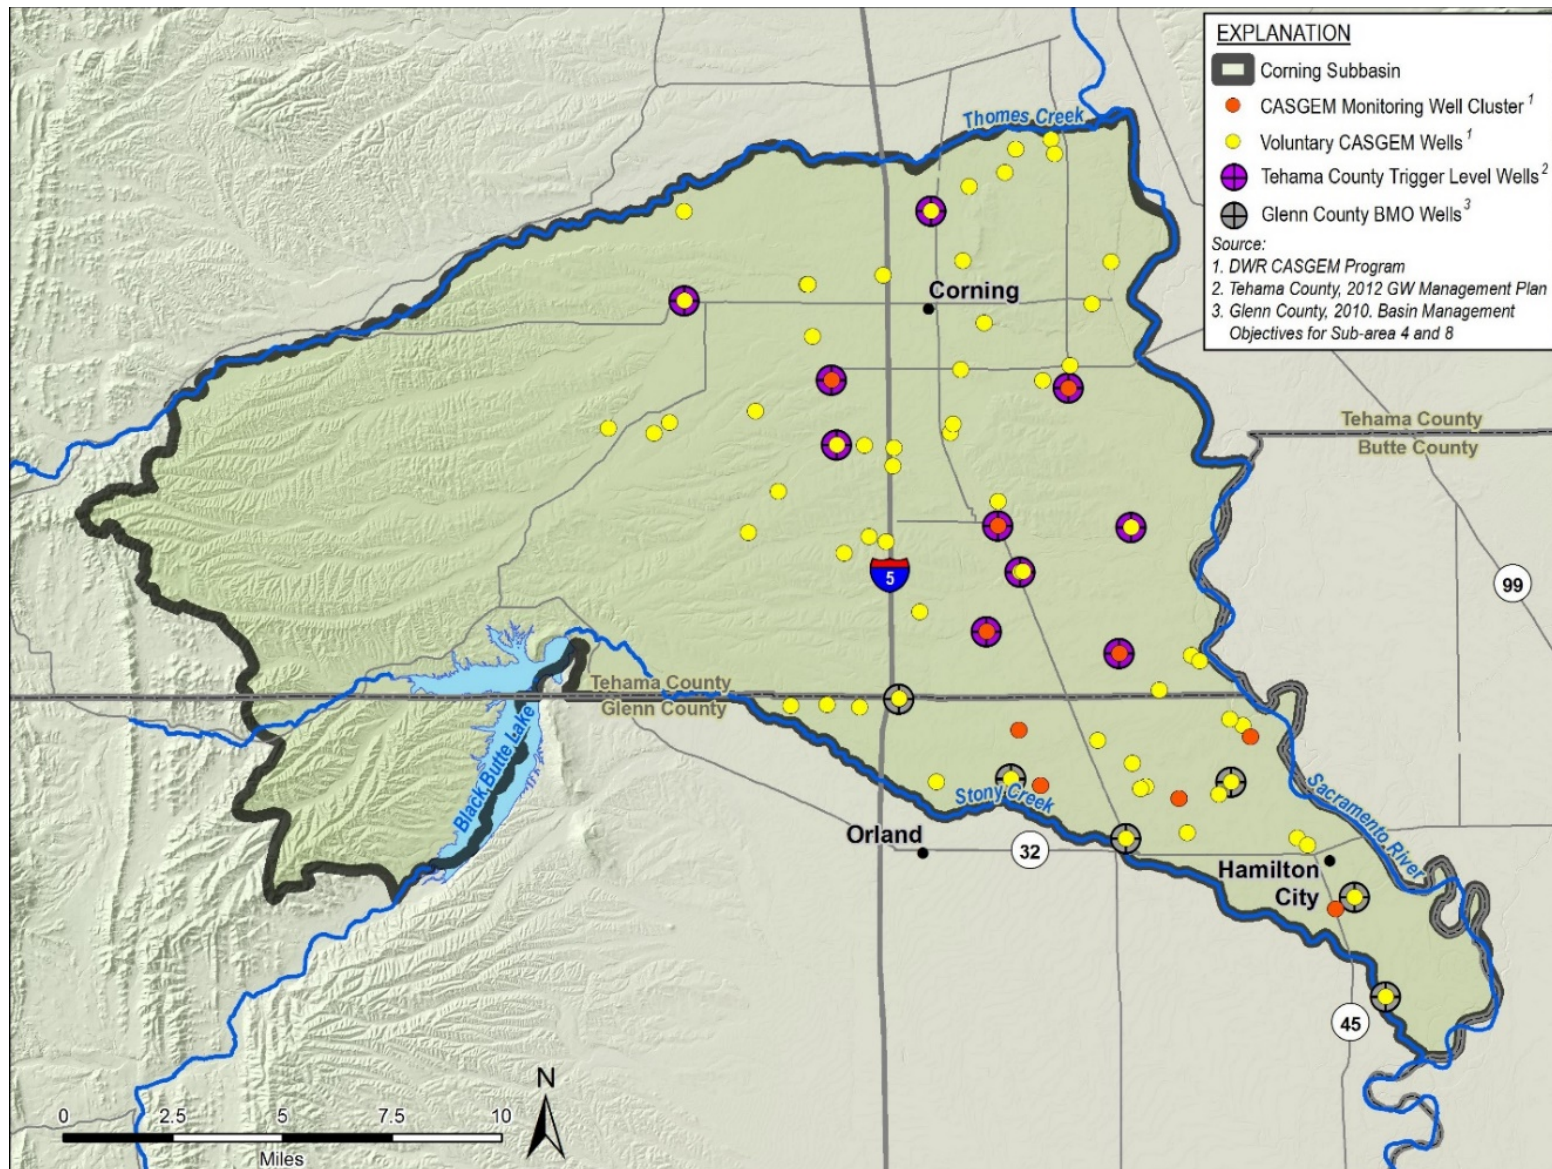 EXPLANATION
Corning Subbasin
CASGEM Monitoring Well Cluster 1
Voluntary CASGEM Wells 1
Tehama County Trigger Level Wells 2
Glenn County BMO Wells 3
Source:
1. DWR CASGEM Program
2. Tehama County, 2012 GW Management Plan
3. Glenn County, 2010. Basin Management
Objectives for Sub-area 4 and 8
Thomes Creek
Corning
Tehama County
Butte County
5
99
Tehama County
Glenn County
Black Butte Lake
Stony Creek
Sacramento River
Orland
32
Hamilton
City
45
N
0 2.5 5 7.5 10
Miles